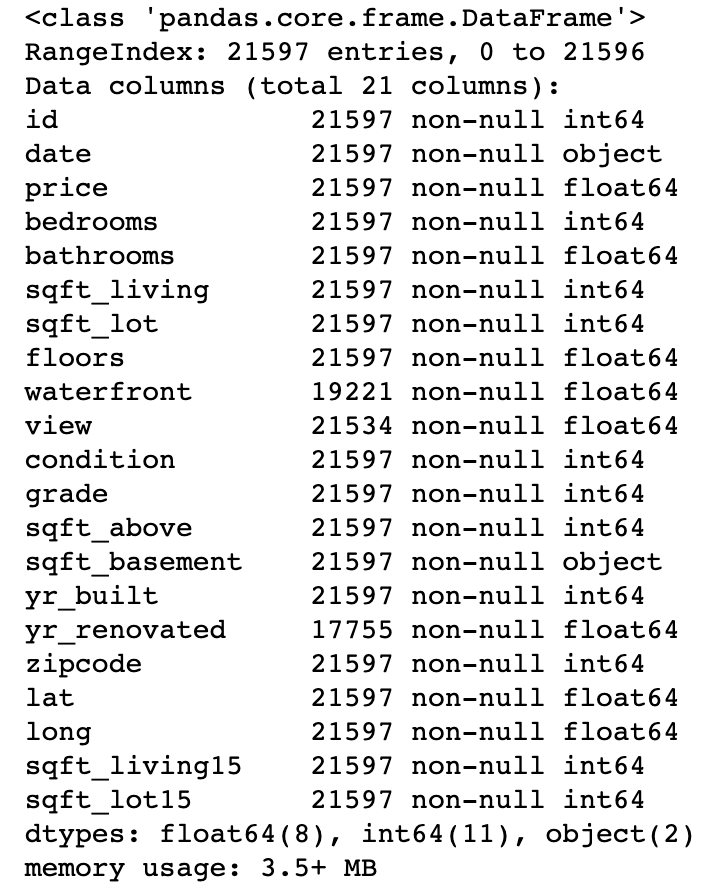 <class 'pandas.core.frame.DataFrame'>
RangeIndex: 21597 entries, 0 to 21596
Data columns (total 21 columns):
id               21597 non-null int64
date             21597 non-null object
price            21597 non-null float64
bedrooms         21597 non-null int64
bathrooms        21597 non-null float64
sqft_living      21597 non-null int64
sqft_lot         21597 non-null int64
floors           21597 non-null float64
waterfront       19221 non-null float64
view             21534 non-null float64
condition        21597 non-null int64
grade            21597 non-null int64
sqft_above       21597 non-null int64
sqft_basement    21597 non-null object
yr_built         21597 non-null int64
yr_renovated     17755 non-null float64
zipcode          21597 non-null int64
lat              21597 non-null float64
long             21597 non-null float64
sqft_living15    21597 non-null int64
sqft_lot15       21597 non-null int64
dtypes: float64(8), int64(11), object(2)
memory usage: 3.5+ MB